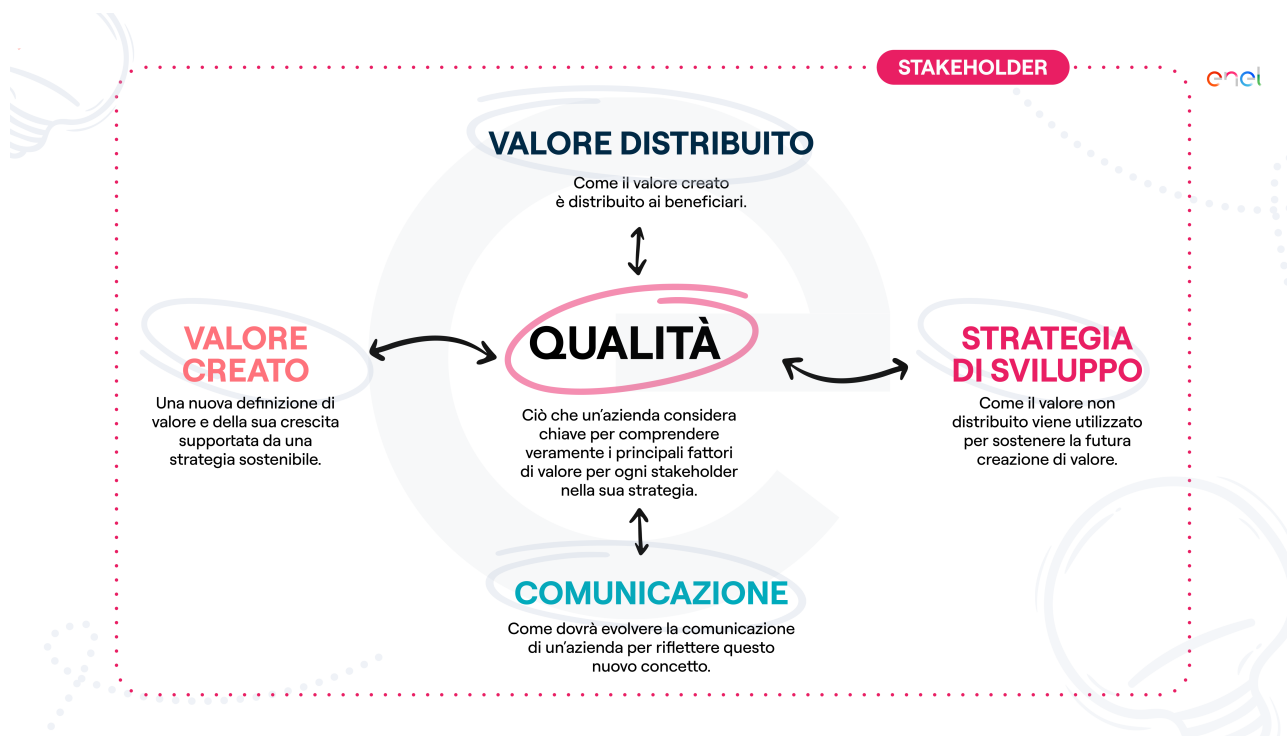 STAKEHOLDER
enel
VALORE DISTRIBUITO
Come il valore creato
è distribuito ai beneficiari.
VALORE
CREATO
Una nuova definizione di
valore e della sua crescita
supportata da una
strategia sostenibile.
QUALITÀ
Ciò che un’azienda considera
chiave per comprendere
veramente i principali fattori
di valore per ogni stakeholder
nella sua strategia.
STRATEGIA
DI SVILUPPO
Come il valore non
distribuito viene utilizzato
per sostenere la futura
creazione di valore.
COMUNICAZIONE
Come dovrà evolvere la comunicazione
di un’azienda per riflettere questo
nuovo concetto.